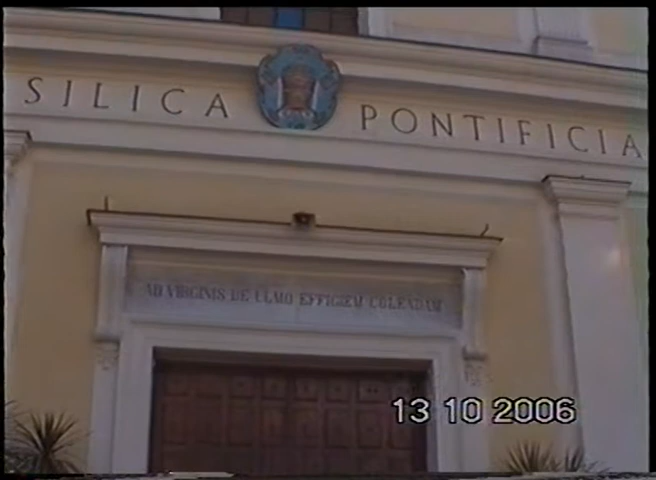 SILICA PONTIFICIA
AD VIRGINIS DE ULMO EFFIGIEM COLENDAM
13 10 2006